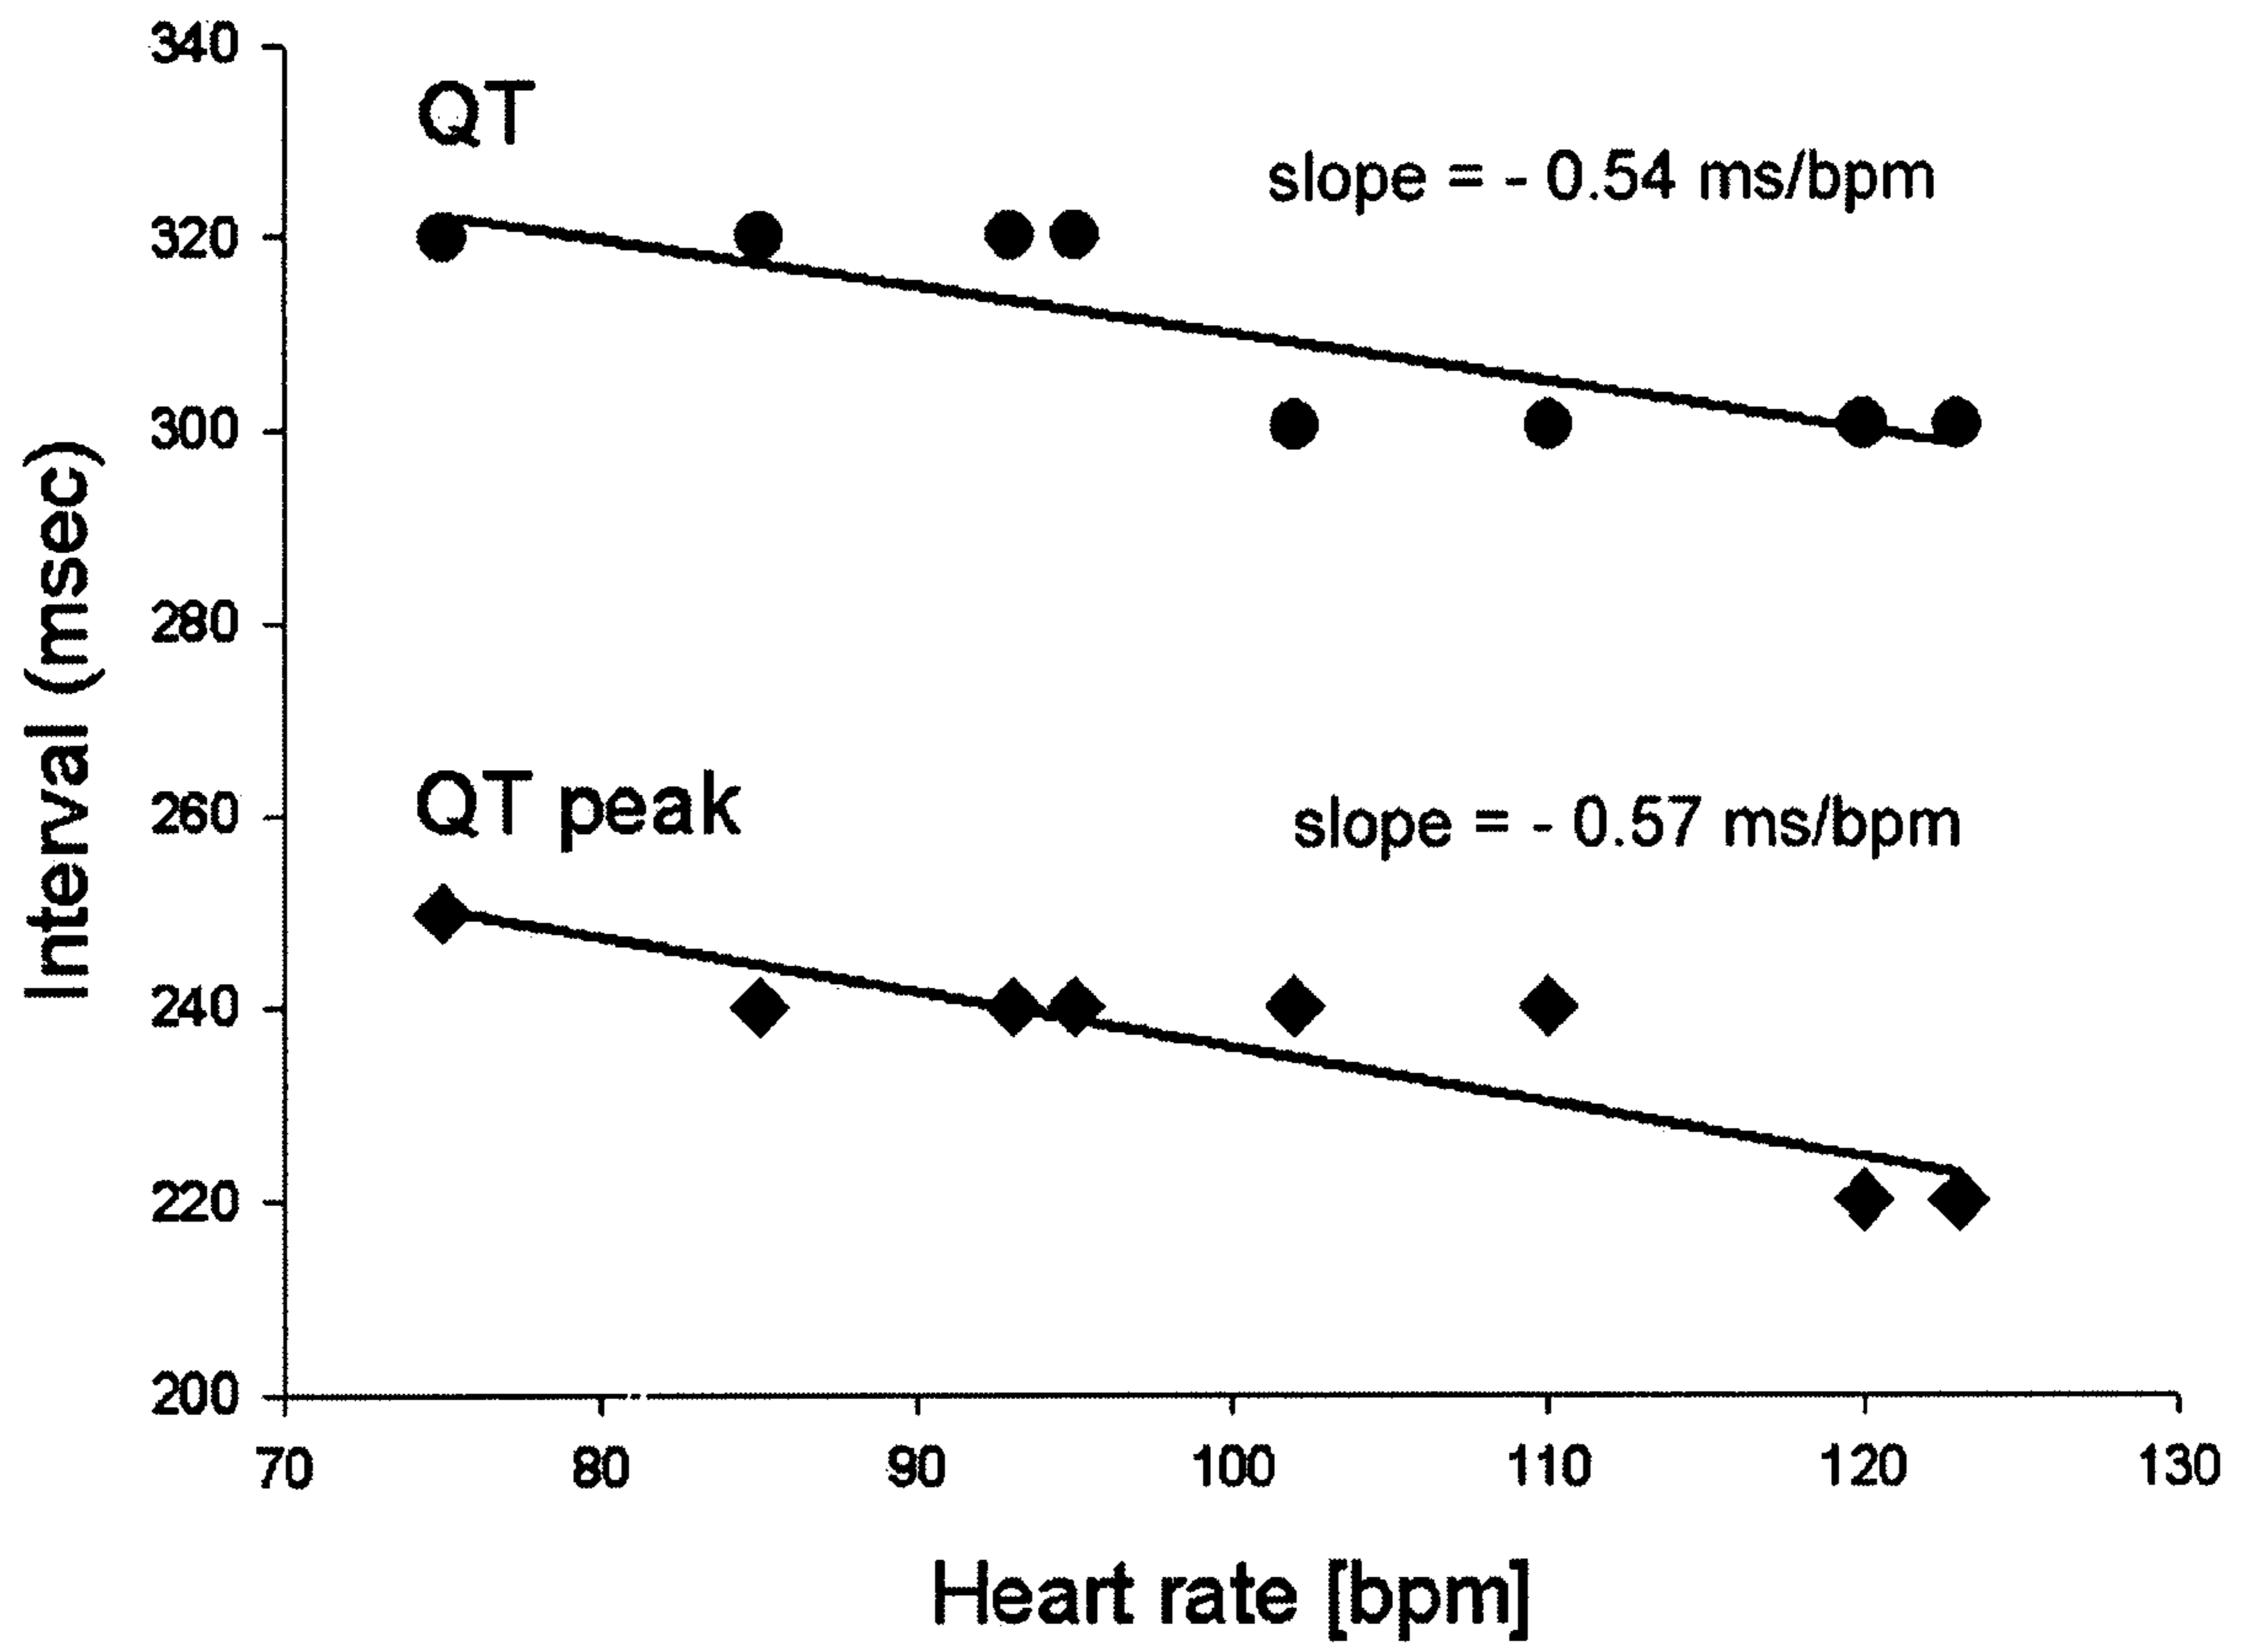 340
QT
slope = - 0.54 ms/bpm
320
300
280
Interval (msec)
260
QT peak
slope = - 0.57 ms/bpm
240
220
200
70 80 90 100 110 120 130
Heart rate [bpm]